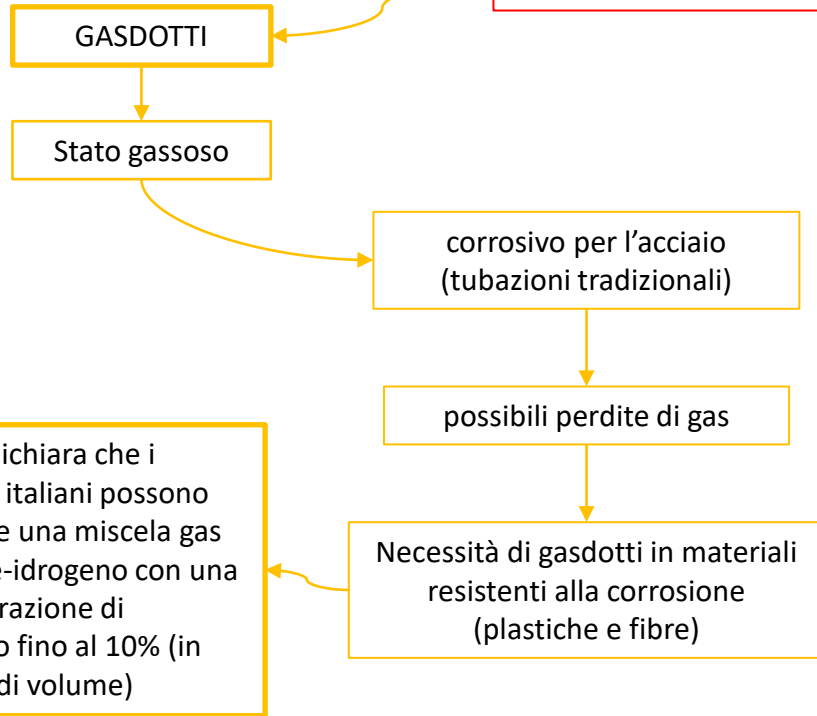 GASDOTTI
Stato gassoso
corrosivo per l’acciaio
(tubazioni tradizionali)
possibili perdite di gas
Necessità di gasdotti in materiali
resistenti alla corrosione
(plastiche e fibre)
che i
italiani possono
una miscela gas
idrogeno con una
di
fino al 10% (in
di volume)